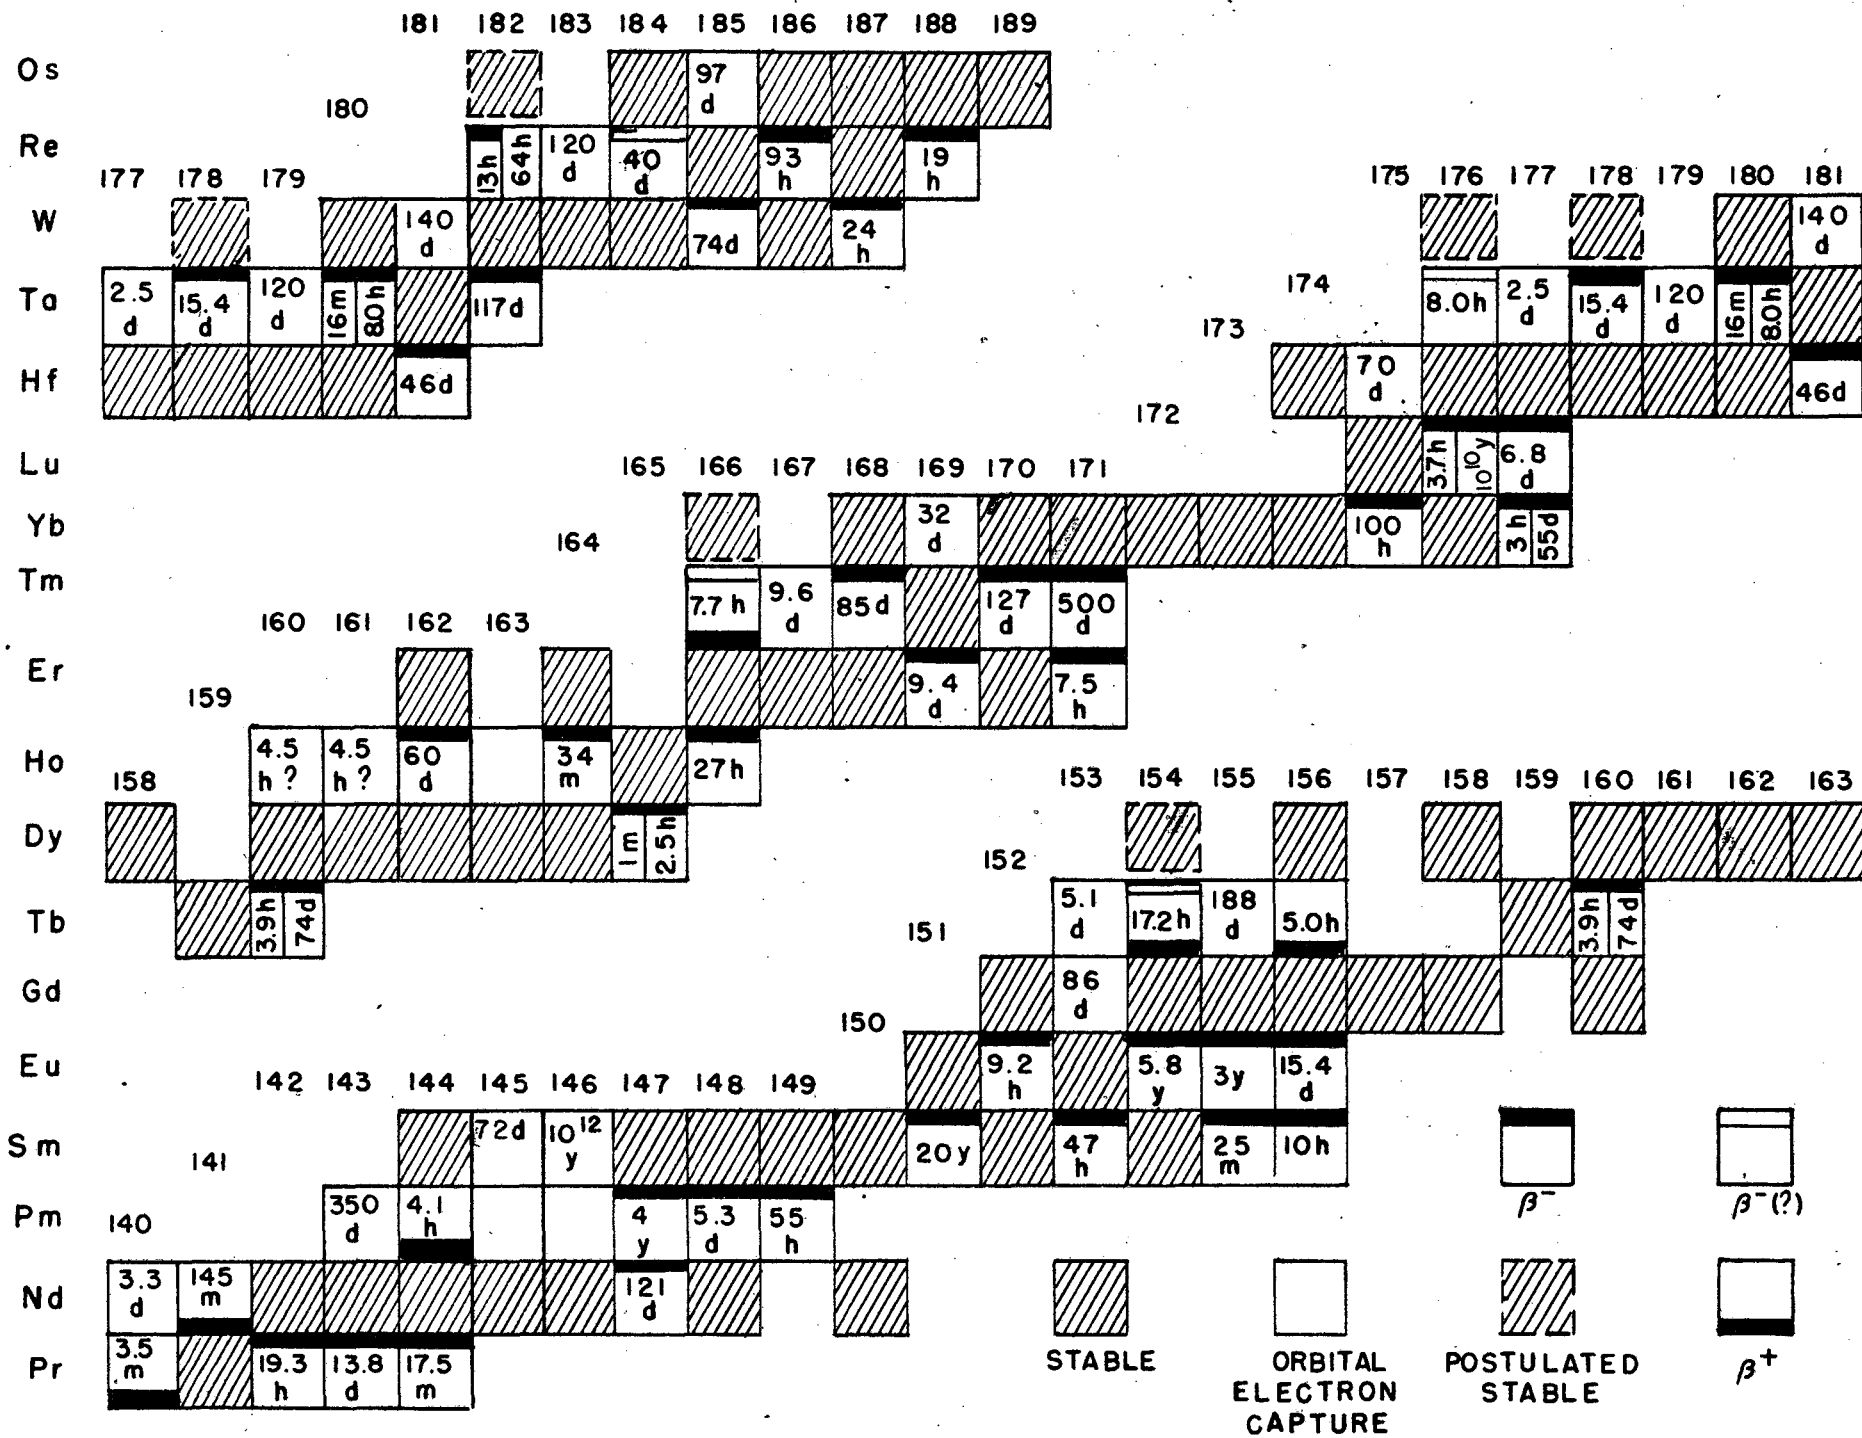 181 182 183 184 185 186 187 188 189
Os 97 d
180
Re 13h 64h 120 d 40 d 93 h 19 h
177 178 179
175 176 177 178 179 180 181
W 140 d 74d 24 h 140 d
174
Ta 2.5 d 15.4 d 120 d 16m 8.0h 117d 8.0h 2.5 d 15.4 d 120 d 16m 8.0h
173
Hf 46d 70 d 46d
172
Lu 165 166 167 168 169 170 171 3.7h 10¹⁰y 6.8 d
Yb 32 d 100 h 3h 55d
164
Tm 7.7 h 9.6 d 85d 127 d 500 d
160 161 162 163
Er 9.4 d 7.5 h
159
Ho 4.5 h ? 4.5 h ? 60 d 34 m 27h
158
153 154 155 156 157 158 159 160 161 162 163
Dy 1m 2.5h
152
Tb 3.9h 74d 5.1 d 17.2h 188 d 5.0h 3.9h 74d
151
Gd 86 d
150
Eu 9.2 h 5.8 y 3y 15.4 d
142 143 144 145 146 147 148 149
Sm 72d 10¹² y 20y 47 h 25 m 10h
141
Pm 350 d 4.1 h 4 y 5.3 d 55 h
140
β⁻ β⁻(?)
Nd 3.3 d 145 m 121 d
Pr 3.5 m 19.3 h 13.8 d 17.5 m
STABLE
ORBITAL ELECTRON CAPTURE
POSTULATED STABLE
β⁺